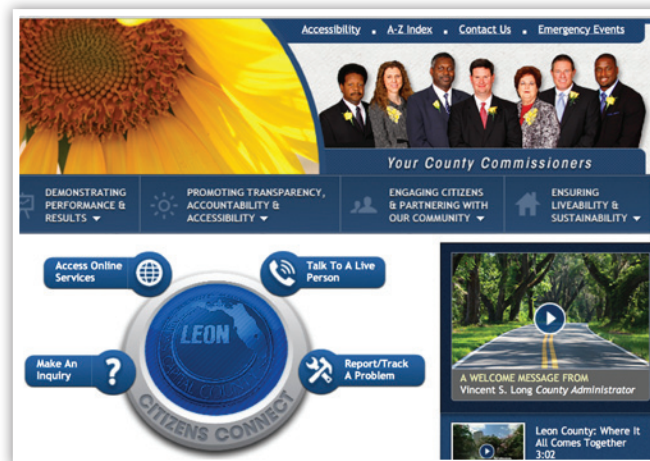 Accessibility • A-Z Index • Contact Us • Emergency Events
Your County Commissioners
DEMONSTRATING
PERFORMANCE &
RESULTS
PROMOTING TRANSPARENCY,
ACCOUNTABILITY &
ACCESSIBILITY
ENGAGING CITIZENS
& PARTNERING WITH
OUR COMMUNITY
ENSURING
LIVEABILITY &
SUSTAINABILITY
Access Online
Services
Talk To A Live
Person
LEON
Make An
Inquiry
?
Report/Track
A Problem
CITIZENS CONNECT
A WELCOME MESSAGE FROM
Vincent S. Long County Administrator
Leon County: Where It
All Comes Together
3:02